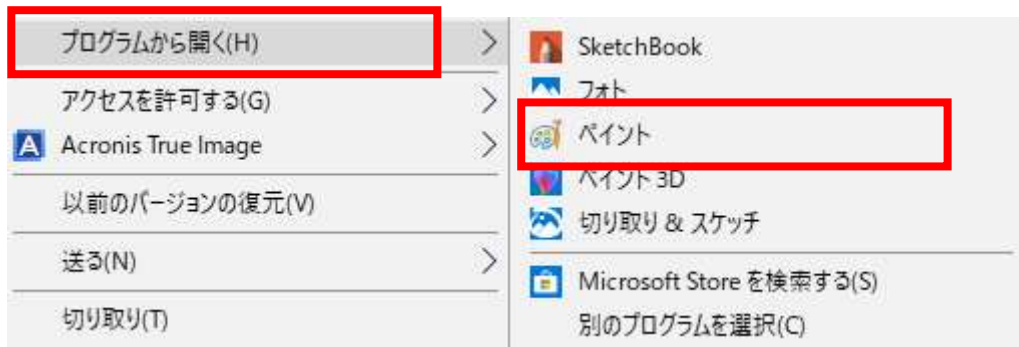 プログラムから開く(H)
アクセスを許可する(G)
Acronis True Image
以前のバージョンの復元(V)
送る(N)
切り取り(T)
SketchBook
フォト
ペイント
ペイント 3D
切り取り & スケッチ
Microsoft Store を検索する(S)
別のプログラムを選択(C)